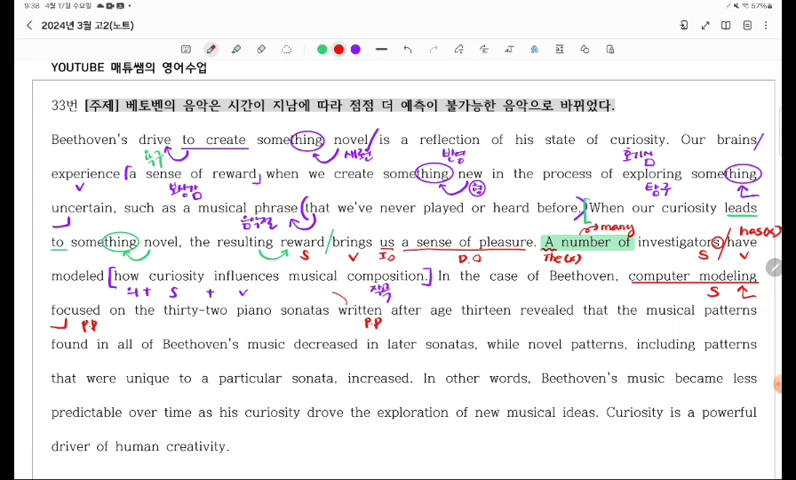 9:38 4월 17일 수요일
57%
2024년 3월 고2(노트)
YOUTUBE 매튜쌤의 영어수업
33번 [주제] 베토벤의 음악은 시간이 지남에 따라 점점 더 예측이 불가능한 음악으로 바뀌었다.
Beethoven's drive to create something novel/is a reflection of his state of curiosity. Our brains/
욕구 새로운 반영 호기심
experience [a sense of reward] when we create something new in the process of exploring something
v 보상감 형 탐구
uncertain, such as a musical phrase (that we've never played or heard before.) [When our curiosity leads
음악절
to something novel, the resulting reward/brings us a sense of pleasure. A number of investigators/have
→many has(x)
S V I.O D.O The(x) S V
modeled [how curiosity influences musical composition.] In the case of Beethoven, computer modeling
의+ S + V 작곡 S
focused on the thirty-two piano sonatas written after age thirteen revealed that the musical patterns
P.P P.P
found in all of Beethoven's music decreased in later sonatas, while novel patterns, including patterns
that were unique to a particular sonata, increased. In other words, Beethoven's music became less
predictable over time as his curiosity drove the exploration of new musical ideas. Curiosity is a powerful
driver of human creativity.